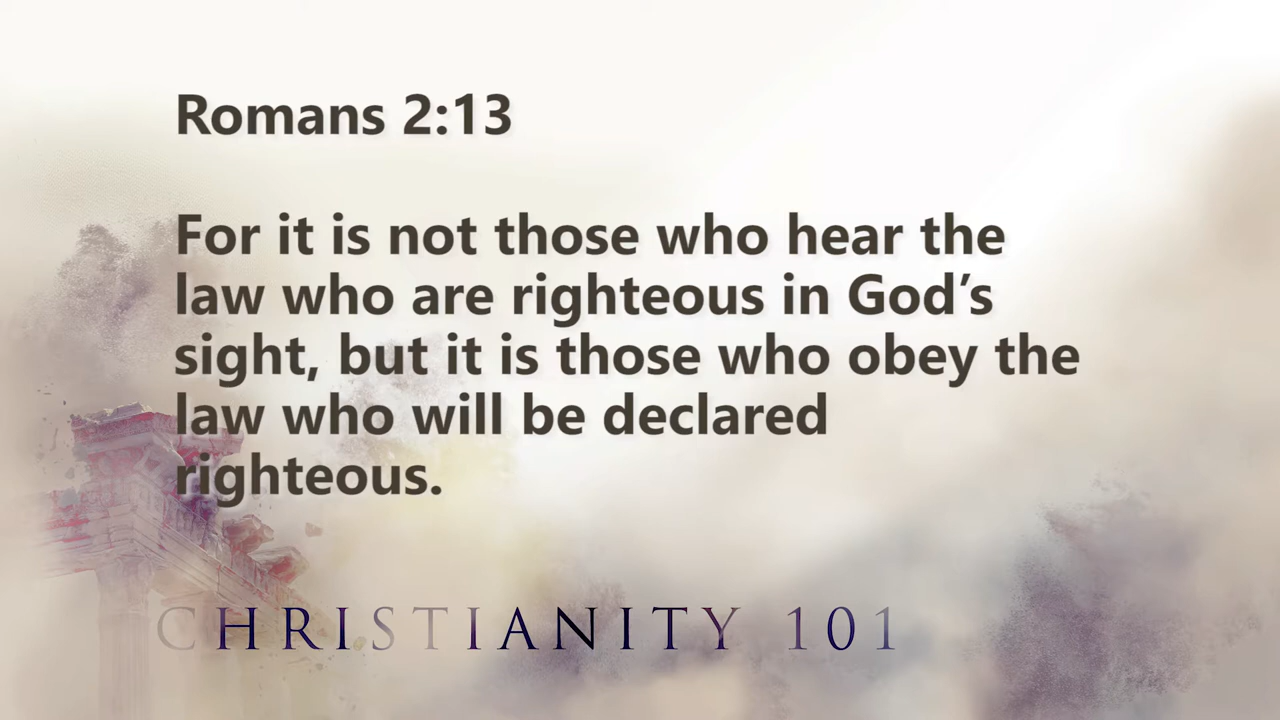 Romans 2:13
For it is not those who hear the
law who are righteous in God’s
sight, but it is those who obey the
law who will be declared
righteous.
CHRISTIANITY 101